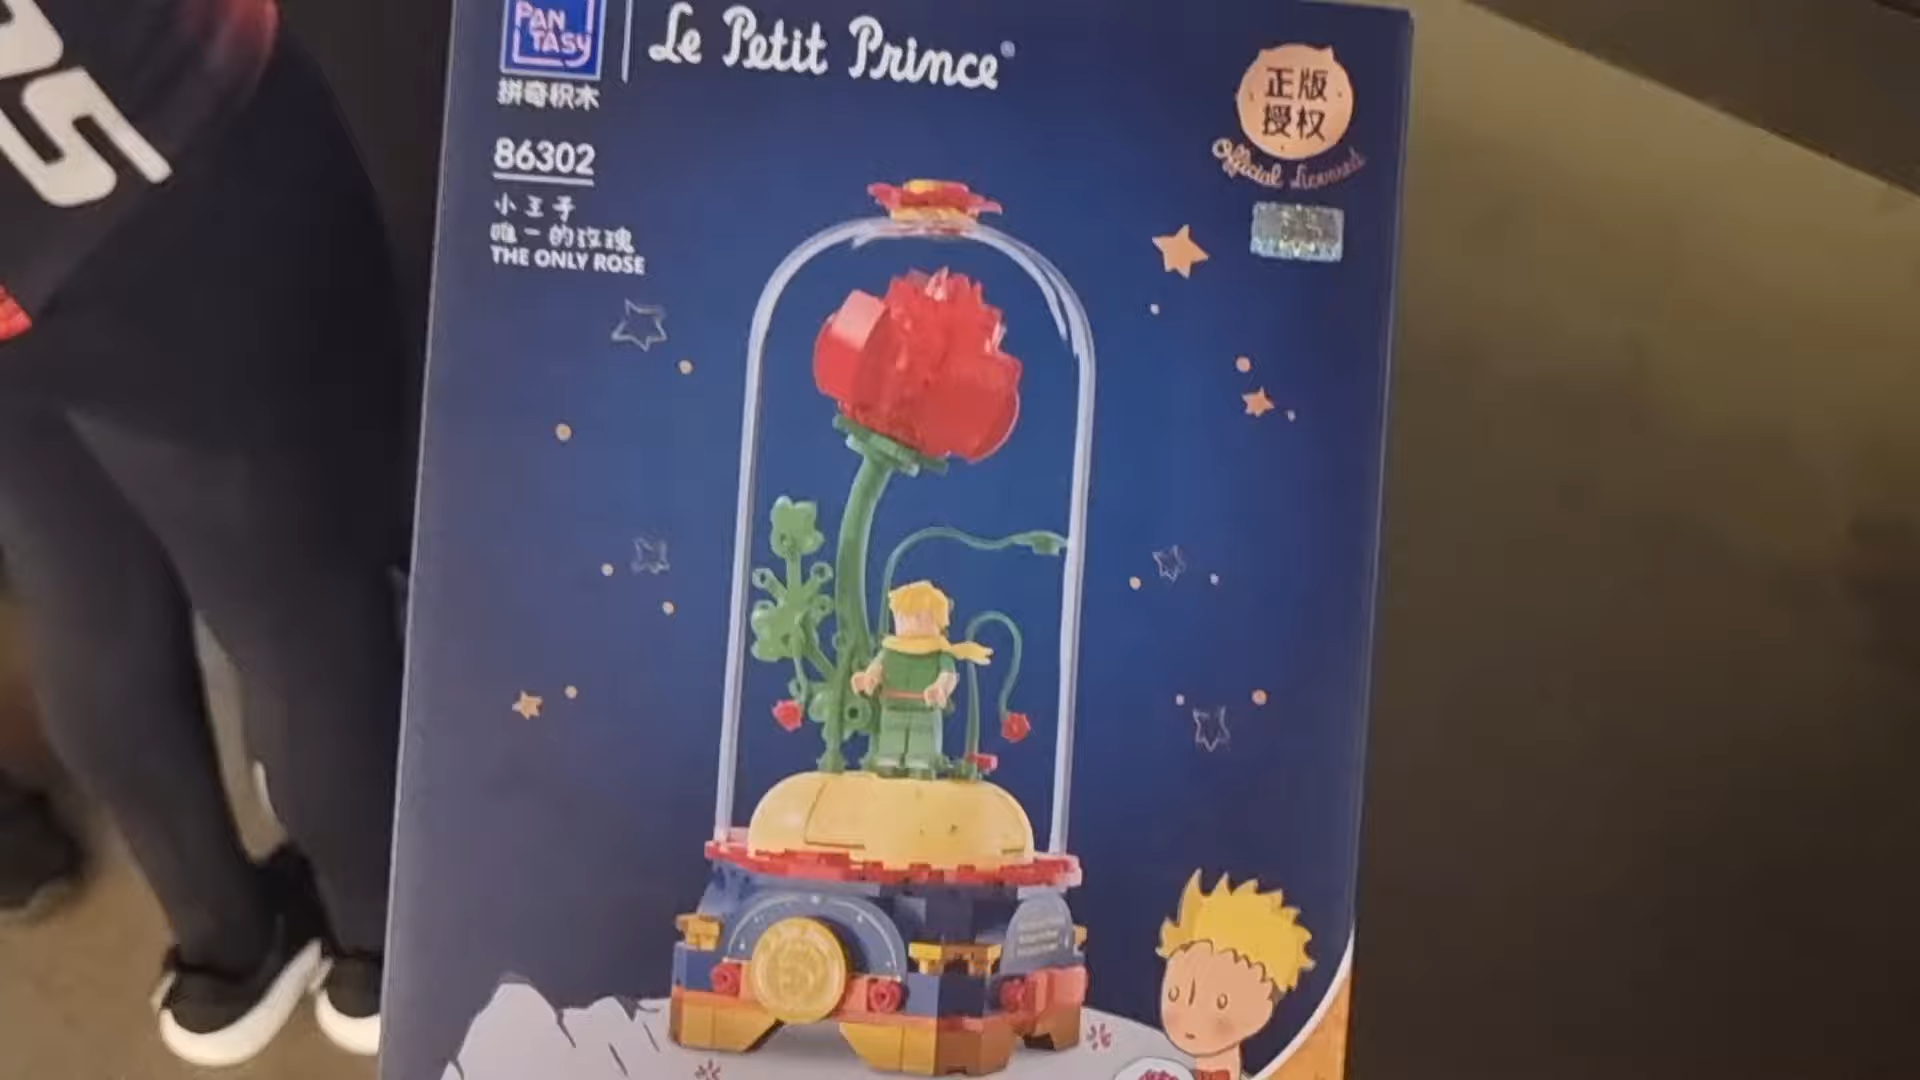 PAN
TASY
拼奇积木
Le Petit Prince®
正版
授权
Official Licensed
86302
小王子
唯一的玫瑰
THE ONLY ROSE